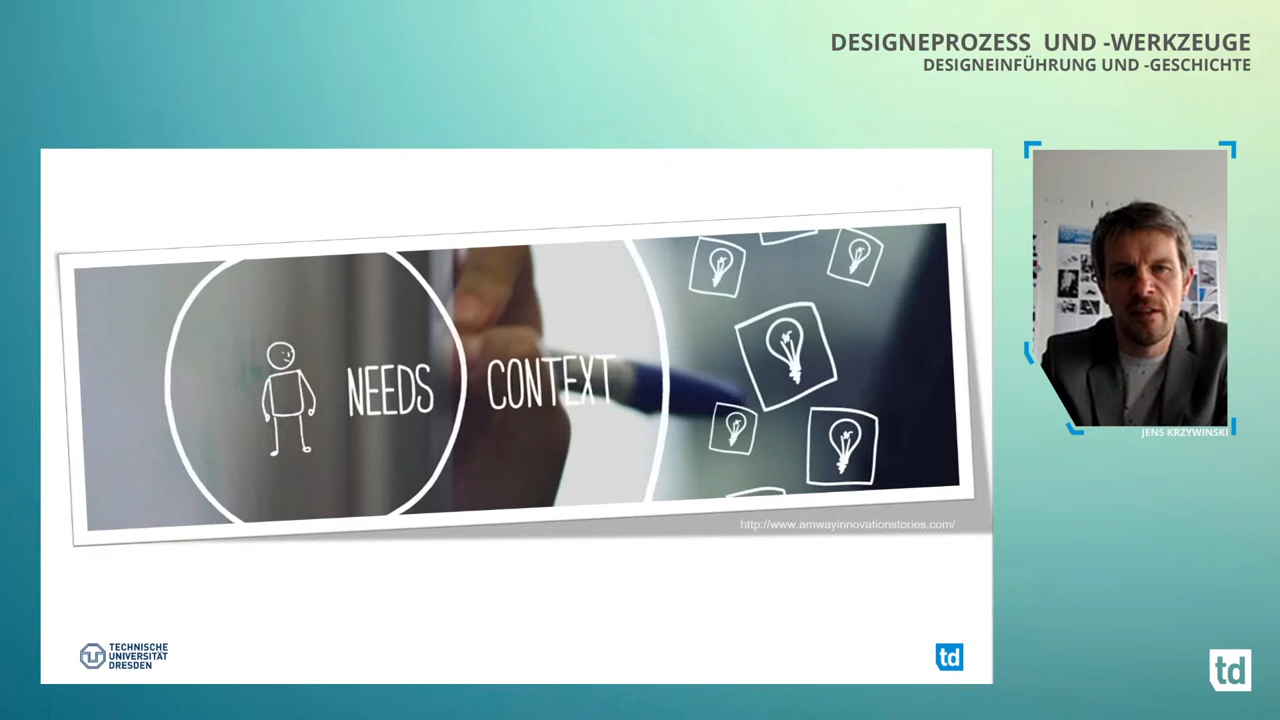 DESIGNEPROZESS UND -WERKZEUGE
DESIGNEINFÜHRUNG UND -GESCHICHTE
NEEDS
CONTEXT
http://www.amwayinnovationstories.com/
JENS KRZYWINSKI
TECHNISCHE
UNIVERSITÄT
DRESDEN
td
td